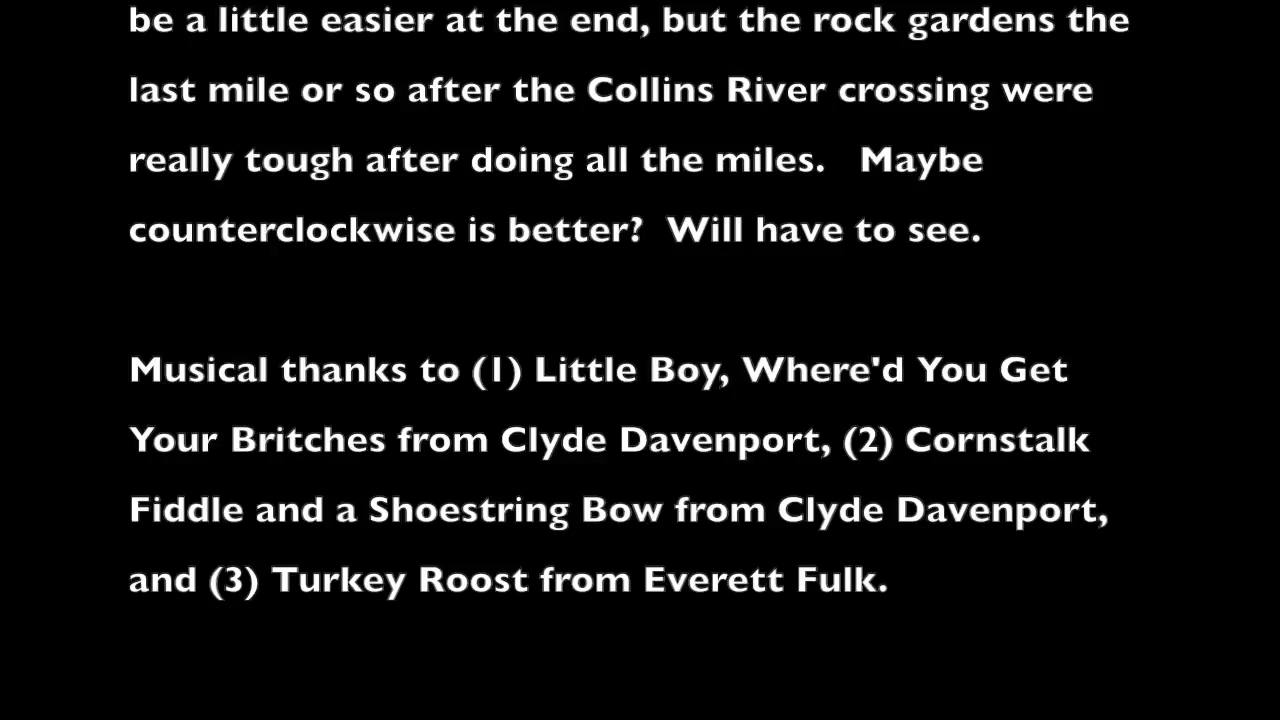 be a little easier at the end, but the rock gardens the
last mile or so after the Collins River crossing were
really tough after doing all the miles.   Maybe
counterclockwise is better?  Will have to see.
Musical thanks to (1) Little Boy, Where'd You Get
Your Britches from Clyde Davenport, (2) Cornstalk
Fiddle and a Shoestring Bow from Clyde Davenport,
and (3) Turkey Roost from Everett Fulk.